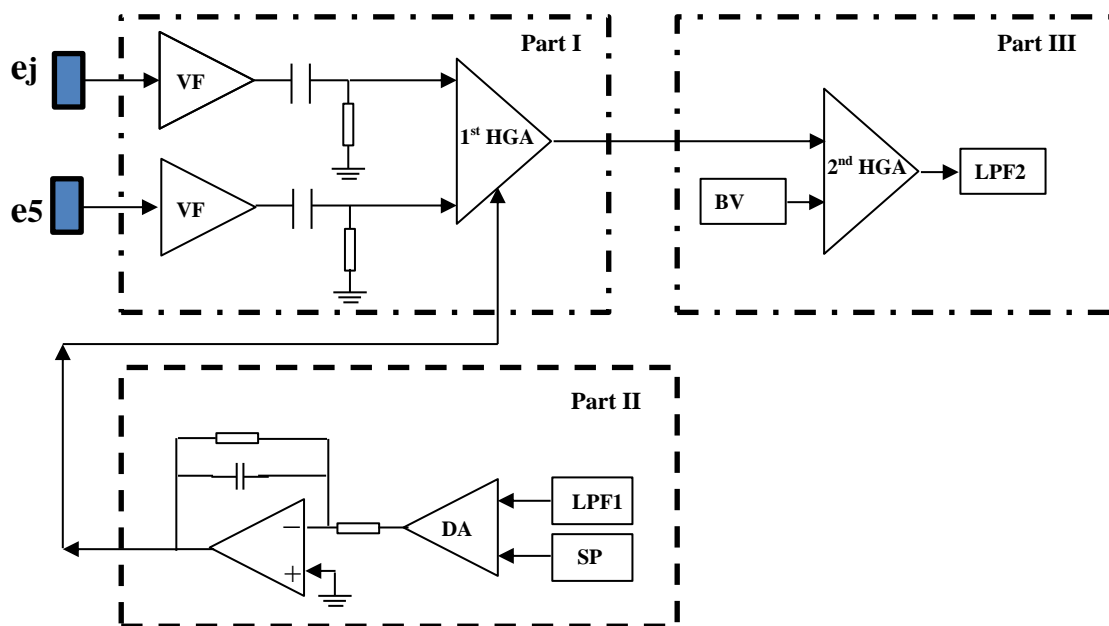 Part I
Part III
ej
VF
1st HGA
2nd HGA
LPF2
e5
VF
BV
Part II
LPF1
DA
SP
−
+